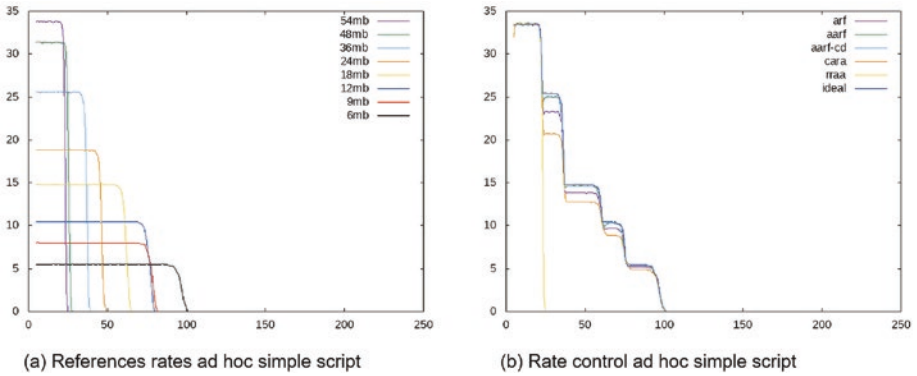 35
30
25
20
15
10
5
0
0 50 100 150 200 250
54mb
48mb
36mb
24mb
18mb
12mb
9mb
6mb
(a) References rates ad hoc simple script
35
30
25
20
15
10
5
0
0 50 100 150 200 250
arf
aarf
aarf-cd
cara
rraa
ideal
(b) Rate control ad hoc simple script